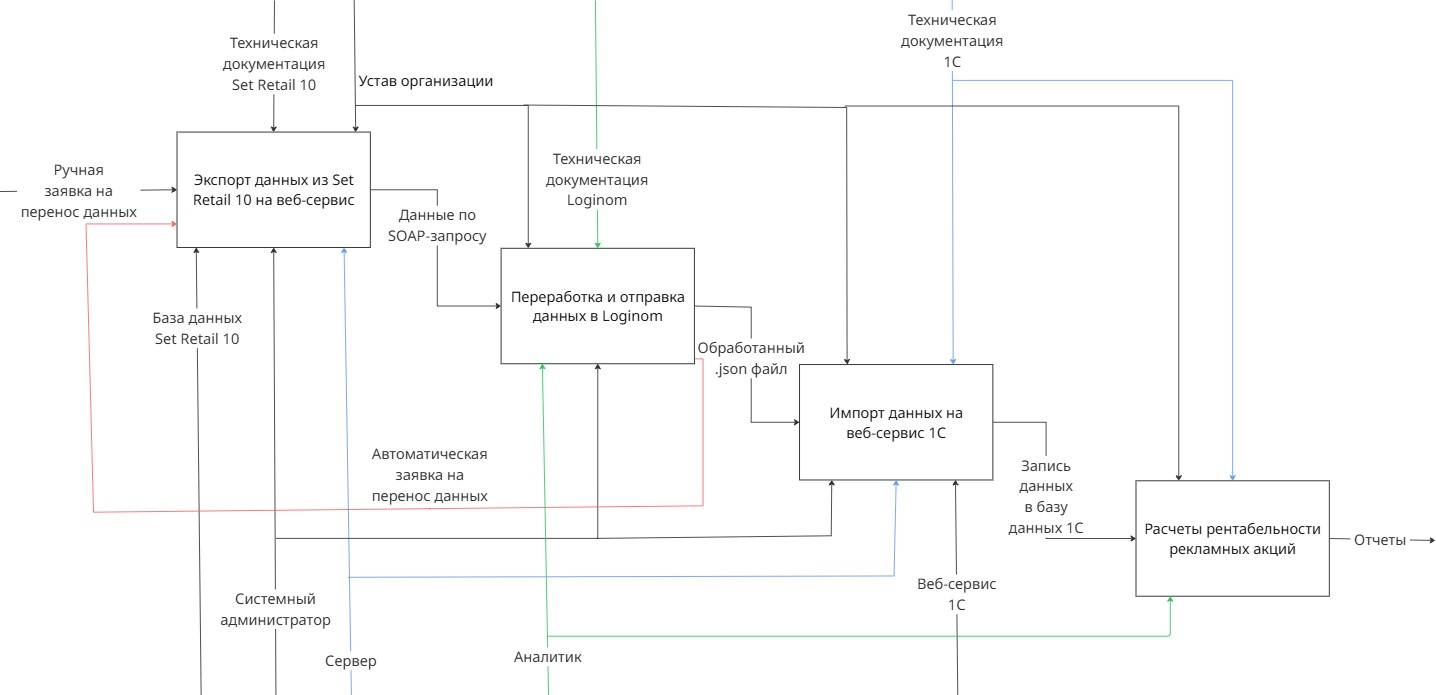 Техническая
документация
Set Retail 10
Устав организации
Техническая
документация
1С
Ручная
заявка на
перенос данных
Экспорт данных из Set
Retail 10 на веб-сервис
Техническая
документация
Loginom
Данные по
SOAP-запросу
База данных
Set Retail 10
Переработка и отправка
данных в Loginom
Обработанный
.json файл
Импорт данных на
веб-сервис 1С
Автоматическая
заявка на
перенос данных
Запись
данных
в базу
данных 1С
Расчеты рентабельности
рекламных акций
Отчеты
Системный
администратор
Веб-сервис
1С
Сервер
Аналитик